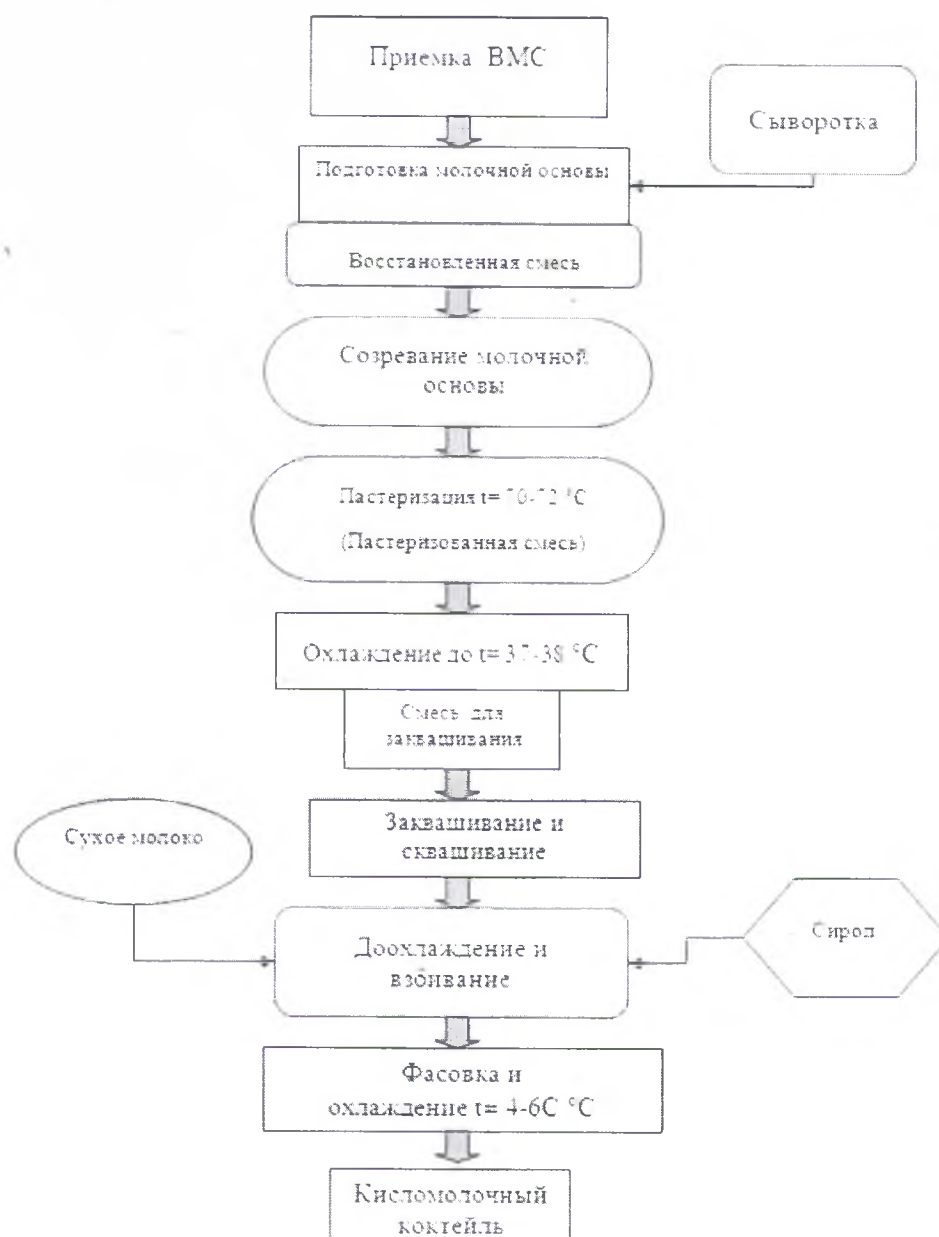 Приемка ВМС
Сыворотка
Подготовка молочной основы
Восстановленная смесь
Созревание молочной
основы
Пастеризация t= 70-72 °C
(Пастеризованная смесь)
Охлаждение до t= 37-38 °C
Смесь для
заквашивания
Заквашивание и
сквашивание
Сухое молоко
Доохлаждение и
взбивание
Сироп
Фасовка и
охлаждение t= 4-6С °C
Кисломолочный
коктейль